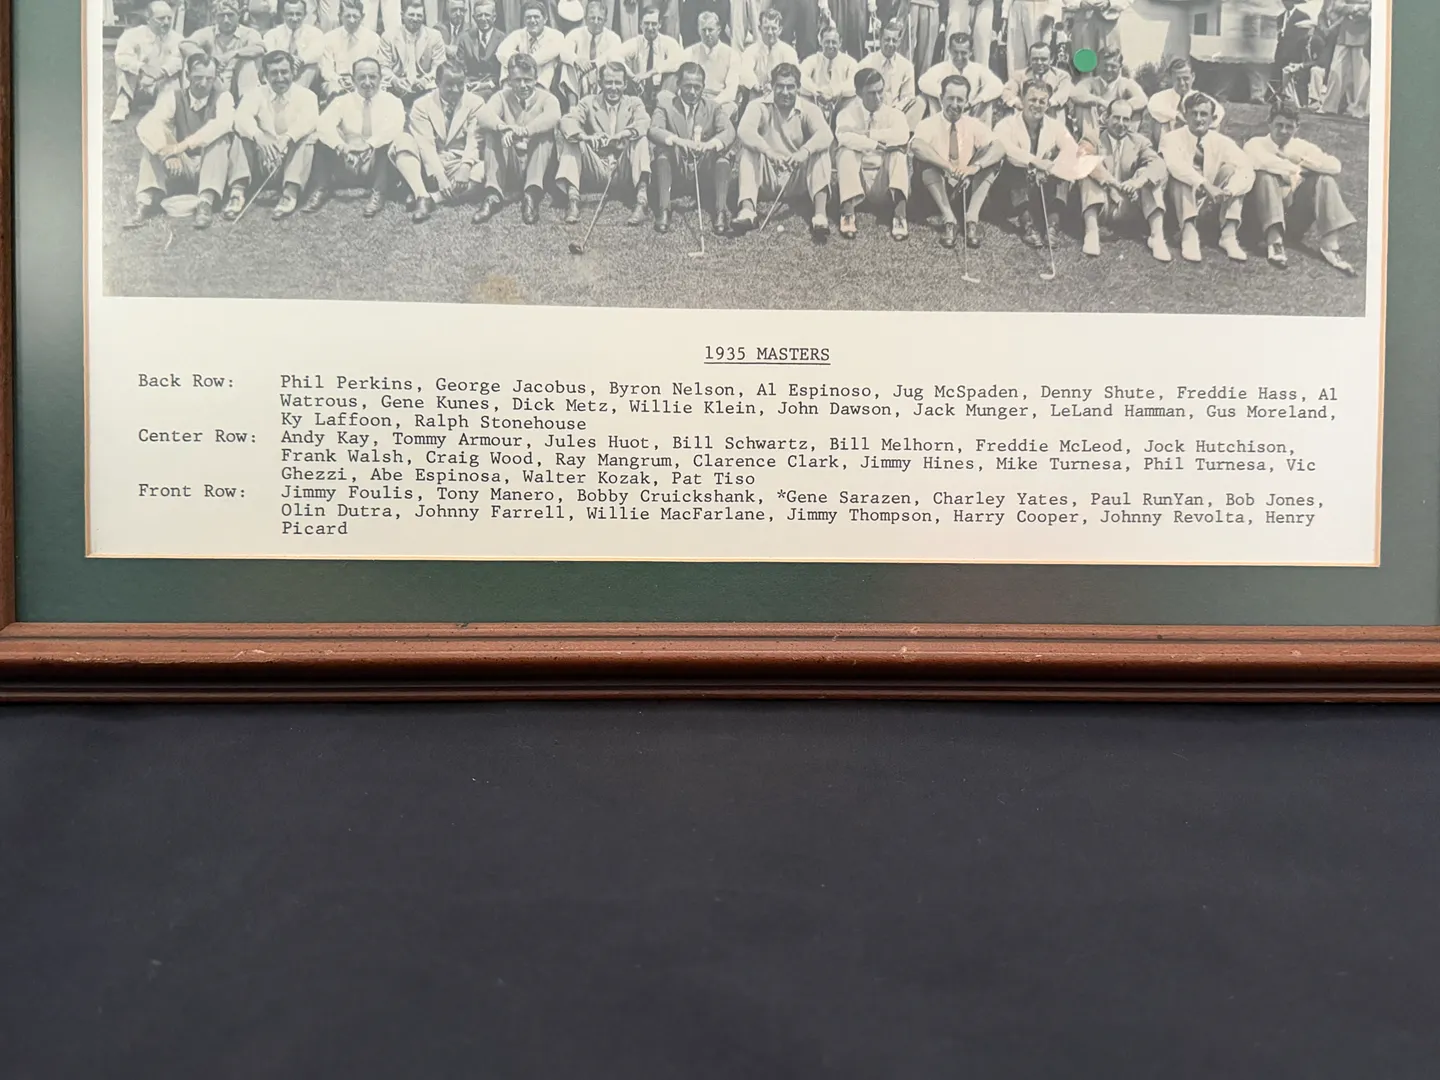 1935 MASTERS
Back Row: Phil Perkins, George Jacobus, Byron Nelson, Al Espinoso, Jug McSpaden, Denny Shute, Freddie Hass, Al
Watrous, Gene Kunes, Dick Metz, Willie Klein, John Dawson, Jack Munger, LeLand Hamman, Gus Moreland,
Ky Laffoon, Ralph Stonehouse
Center Row: Andy Kay, Tommy Armour, Jules Huot, Bill Schwartz, Bill Melhorn, Freddie McLeod, Jock Hutchison,
Frank Walsh, Craig Wood, Ray Mangrum, Clarence Clark, Jimmy Hines, Mike Turnesa, Phil Turnesa, Vic
Ghezzi, Abe Espinosa, Walter Kozak, Pat Tiso
Front Row: Jimmy Foulis, Tony Manero, Bobby Cruickshank, *Gene Sarazen, Charley Yates, Paul RunYan, Bob Jones,
Olin Dutra, Johnny Farrell, Willie MacFarlane, Jimmy Thompson, Harry Cooper, Johnny Revolta, Henry
Picard